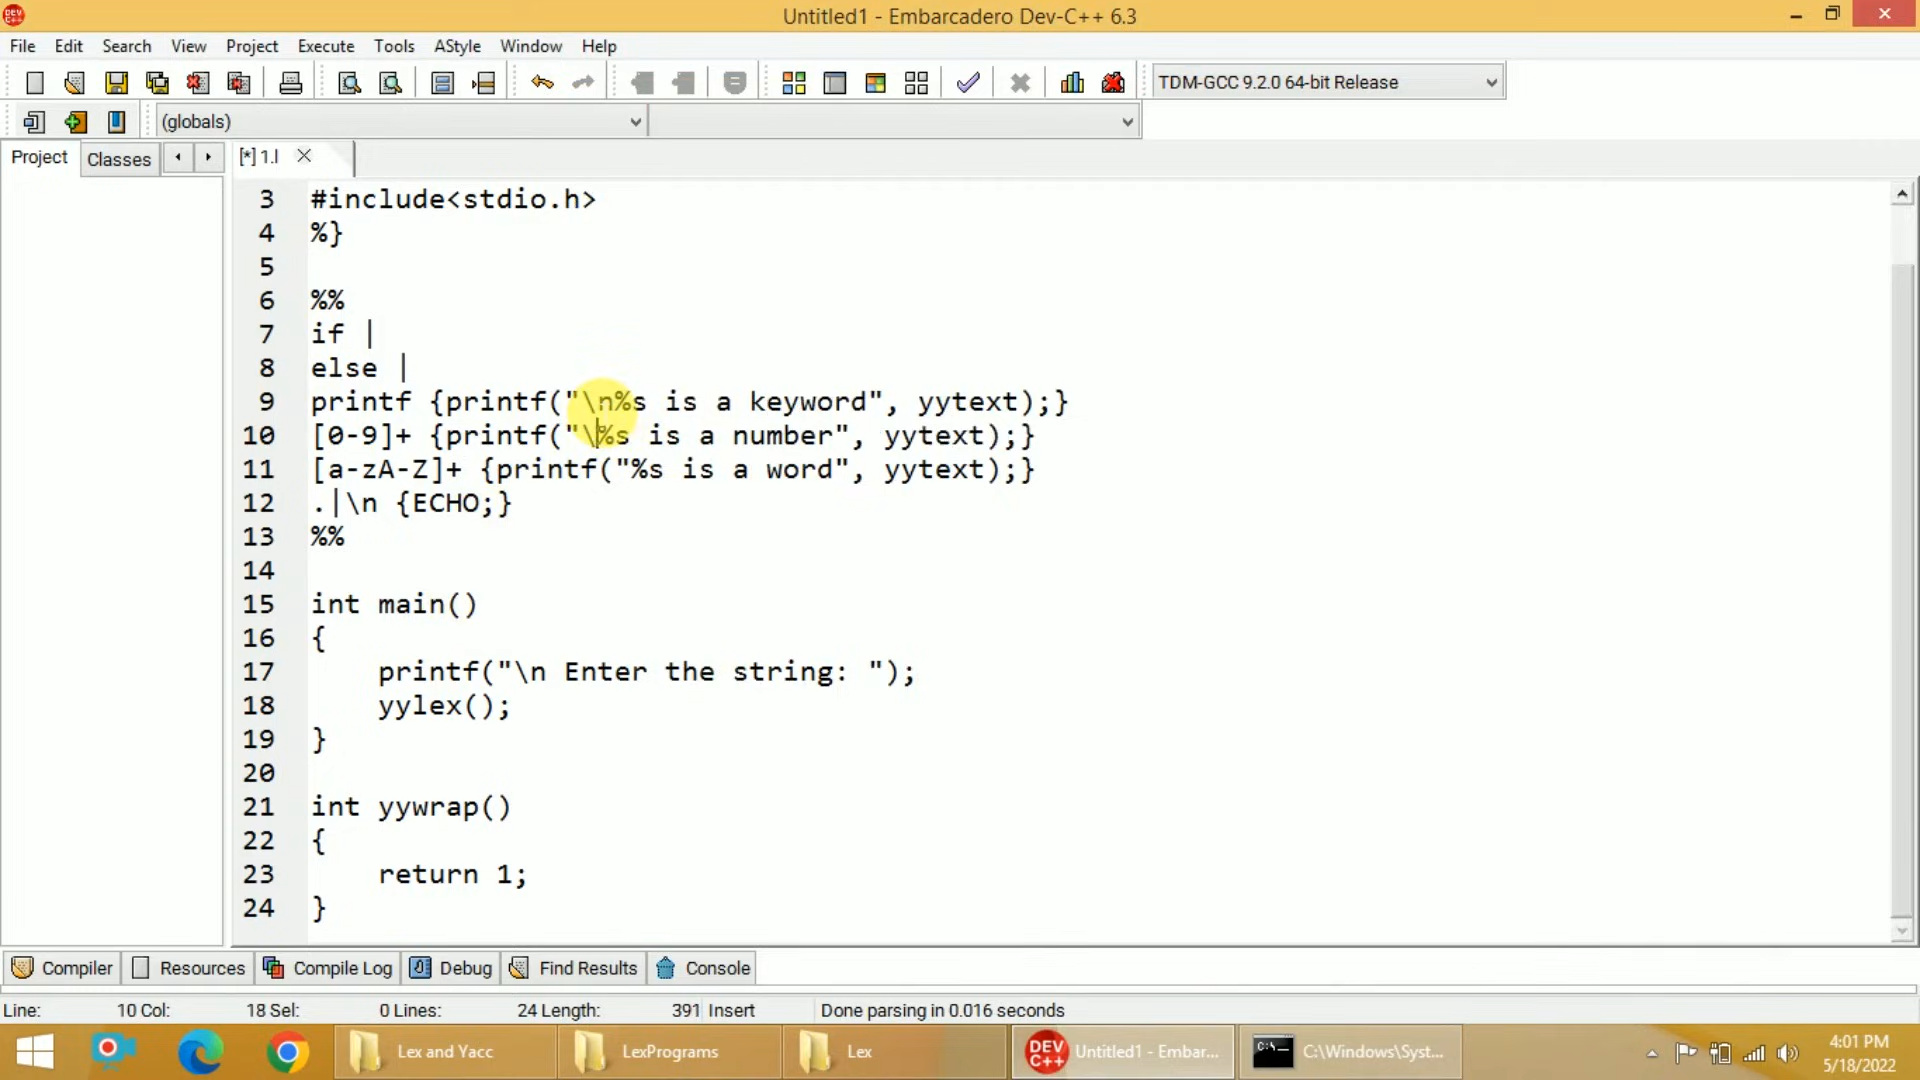 DEV C++
Untitled1 - Embarcadero Dev-C++ 6.3
File Edit Search View Project Execute Tools AStyle Window Help
TDM-GCC 9.2.0 64-bit Release
(globals)
Project Classes [*] 1.l
3 #include<stdio.h>
4 %}
5
6 %%
7 if |
8 else |
9 printf {printf("\n%s is a keyword", yytext);}
10 [0-9]+ {printf("\%s is a number", yytext);}
11 [a-zA-Z]+ {printf("%s is a word", yytext);}
12 .|\n {ECHO;}
13 %%
14
15 int main()
16 {
17 printf("\n Enter the string: ");
18 yylex();
19 }
20
21 int yywrap()
22 {
23 return 1;
24 }
Compiler Resources Compile Log Debug Find Results Console
Line: 10 Col: 18 Sel: 0 Lines: 24 Length: 391 Insert Done parsing in 0.016 seconds
Lex and Yacc LexPrograms Lex DEV C++ Untitled1 - Embar... C:\Windows\Syst... 4:01 PM
5/18/2022